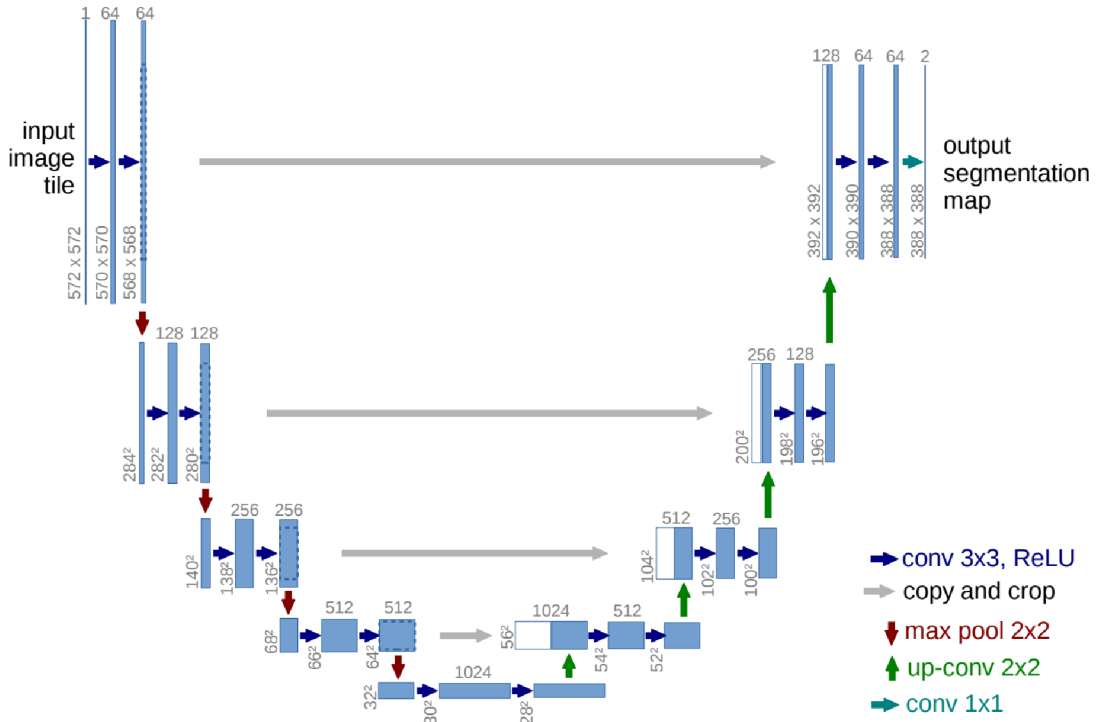 1 64 64
input
image
tile
572 x 572
570 x 570
568 x 568
128 64 64 2
output
segmentation
map
392 x 392
390 x 390
388 x 388
388 x 388
128 128
284²
282²
280²
256 128
200²
198²
196²
256 256
140²
138²
136²
512 256
104²
102²
100²
512 512
68²
66²
64²
1024 512
56²
54²
52²
1024
32²
30²
28²
conv 3x3, ReLU
copy and crop
max pool 2x2
up-conv 2x2
conv 1x1